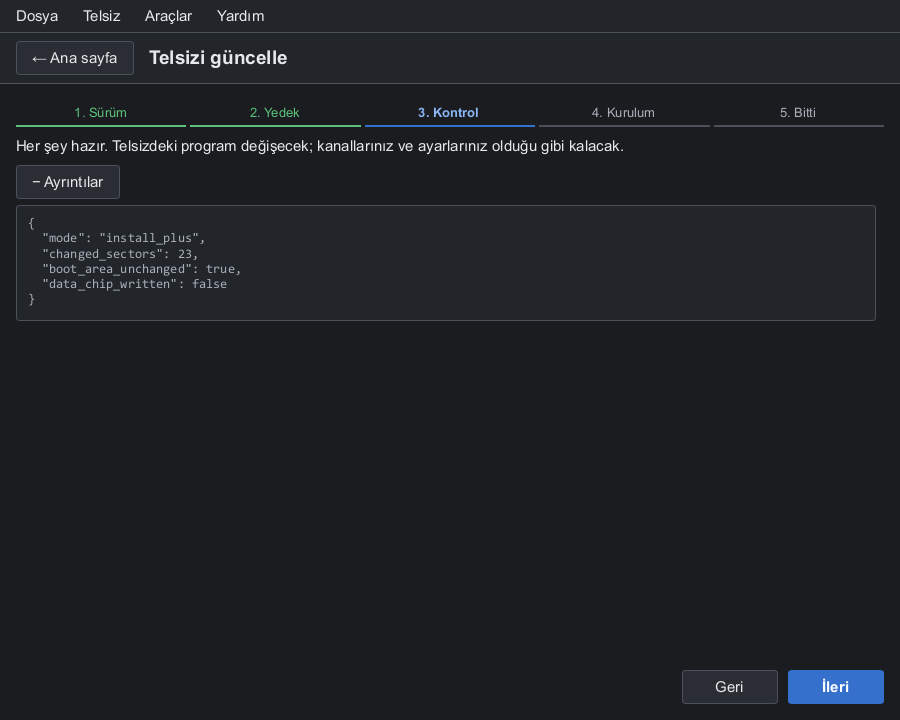 Dosya Telsiz Araçlar Yardım
← Ana sayfa Telsizi güncelle
1. Sürüm 2. Yedek 3. Kontrol 4. Kurulum 5. Bitti
Her şey hazır. Telsizdeki program değişecek; kanallarınız ve ayarlarınız olduğu gibi kalacak.
− Ayrıntılar
{
  "mode": "install_plus",
  "changed_sectors": 23,
  "boot_area_unchanged": true,
  "data_chip_written": false
}
Geri İleri